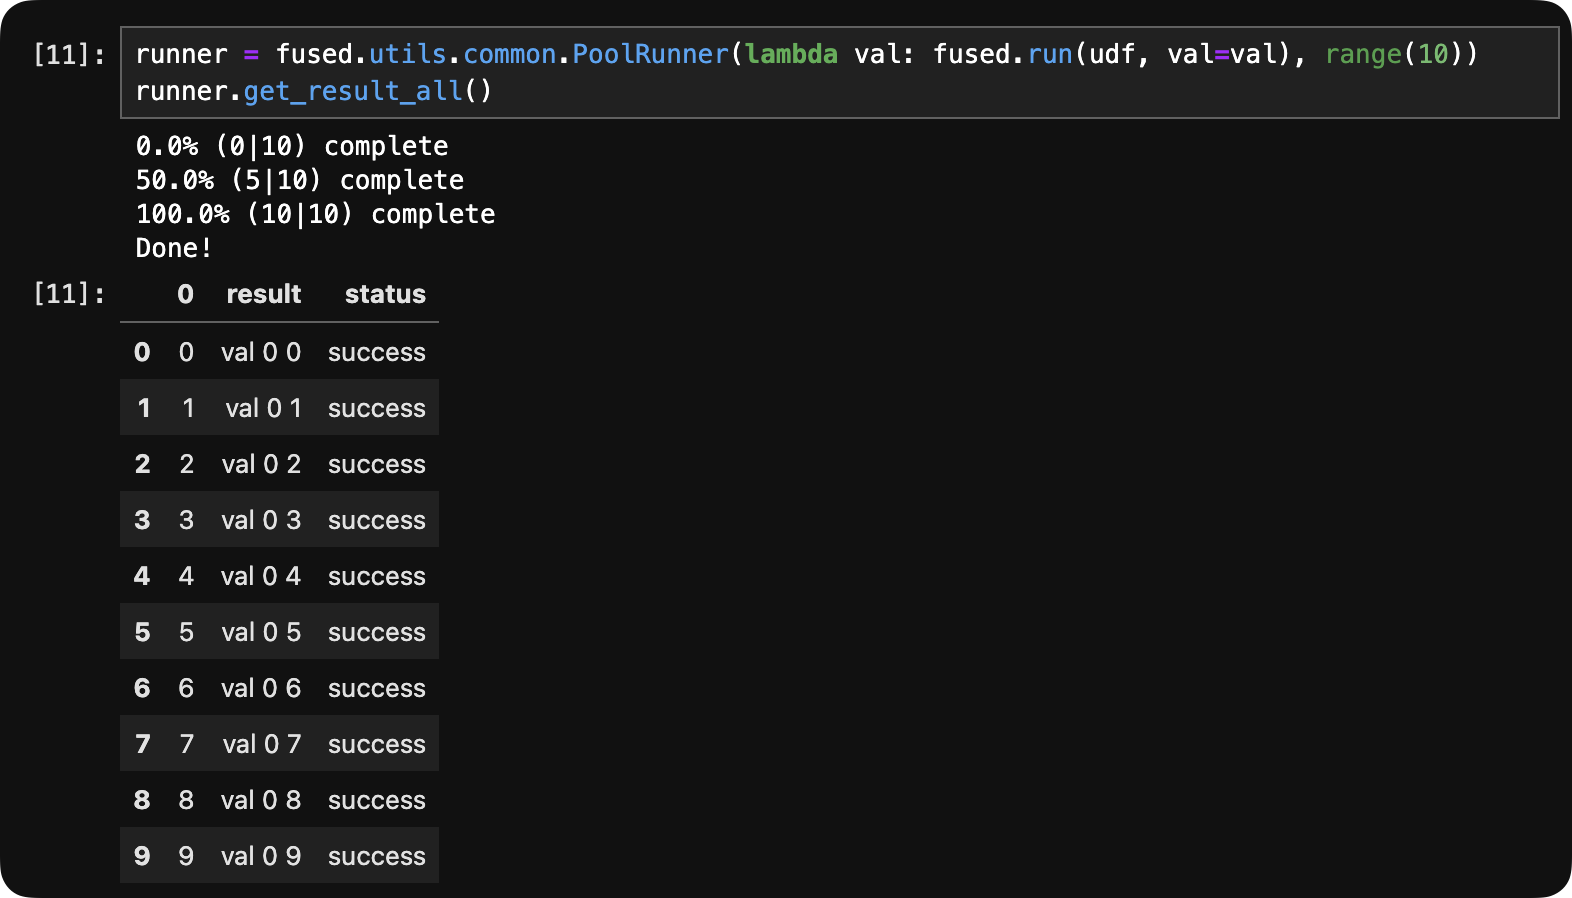 [11]: runner = fused.utils.common.PoolRunner(lambda val: fused.run(udf, val=val), range(10))
runner.get_result_all()
0.0% (0|10) complete
50.0% (5|10) complete
100.0% (10|10) complete
Done!
[11]: 0 result status
0 0 val 0 0 success
1 1 val 0 1 success
2 2 val 0 2 success
3 3 val 0 3 success
4 4 val 0 4 success
5 5 val 0 5 success
6 6 val 0 6 success
7 7 val 0 7 success
8 8 val 0 8 success
9 9 val 0 9 success